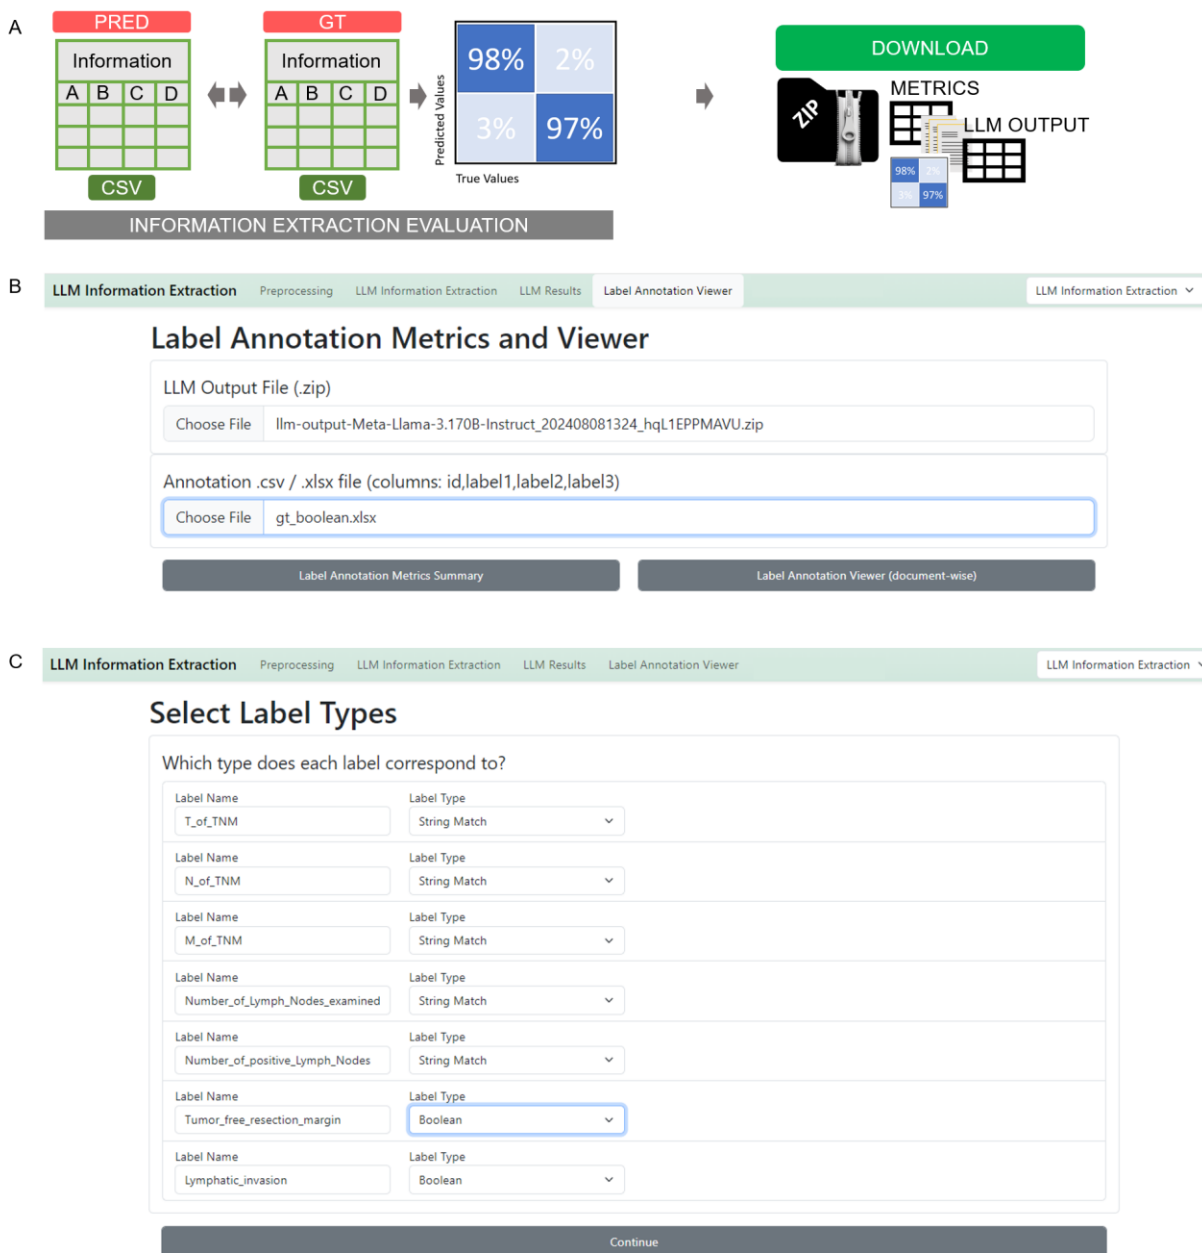 A
PRED
GT
Information
Information
A B C D
A B C D
CSV
CSV
Predicted Values
98% 2%
3% 97%
True Values
INFORMATION EXTRACTION EVALUATION
DOWNLOAD
ZIP
METRICS
LLM OUTPUT
98% 2%
3% 97%
B
LLM Information Extraction Preprocessing LLM Information Extraction LLM Results Label Annotation Viewer LLM Information Extraction
Label Annotation Metrics and Viewer
LLM Output File (.zip)
Choose File llm-output-Meta-Llama-3.170B-Instruct_202408081324_hqL1EPPMAVU.zip
Annotation .csv / .xlsx file (columns: id,label1,label2,label3)
Choose File gt_boolean.xlsx
Label Annotation Metrics Summary Label Annotation Viewer (document-wise)
C
LLM Information Extraction Preprocessing LLM Information Extraction LLM Results Label Annotation Viewer LLM Information Extraction
Select Label Types
Which type does each label correspond to?
Label Name Label Type
T_of_TNM String Match
Label Name Label Type
N_of_TNM String Match
Label Name Label Type
M_of_TNM String Match
Label Name Label Type
Number_of_Lymph_Nodes_examined String Match
Label Name Label Type
Number_of_positive_Lymph_Nodes String Match
Label Name Label Type
Tumor_free_resection_margin Boolean
Label Name Label Type
Lymphatic_invasion Boolean
Continue